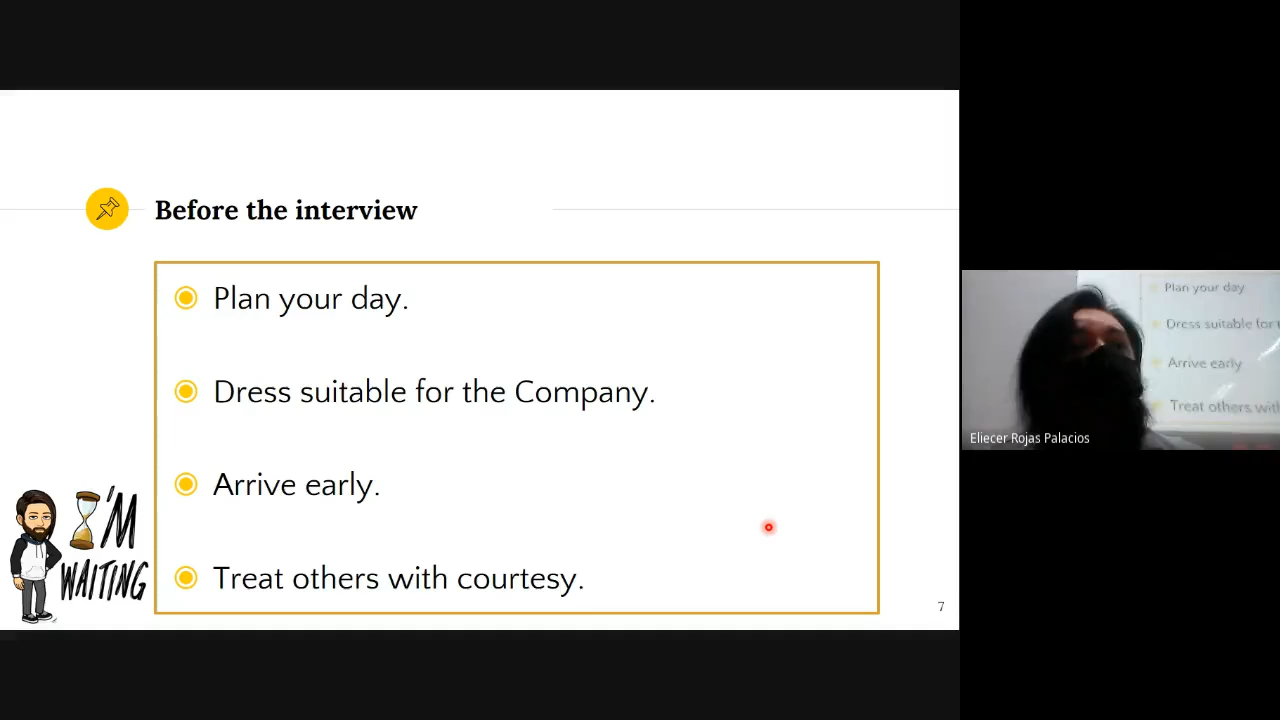 Before the interview
Plan your day.
Dress suitable for the Company.
Arrive early.
Treat others with courtesy.
I'M
WAITING
7
Plan your day
Dress suitable for
Arrive early
Treat others with
Eliecer Rojas Palacios